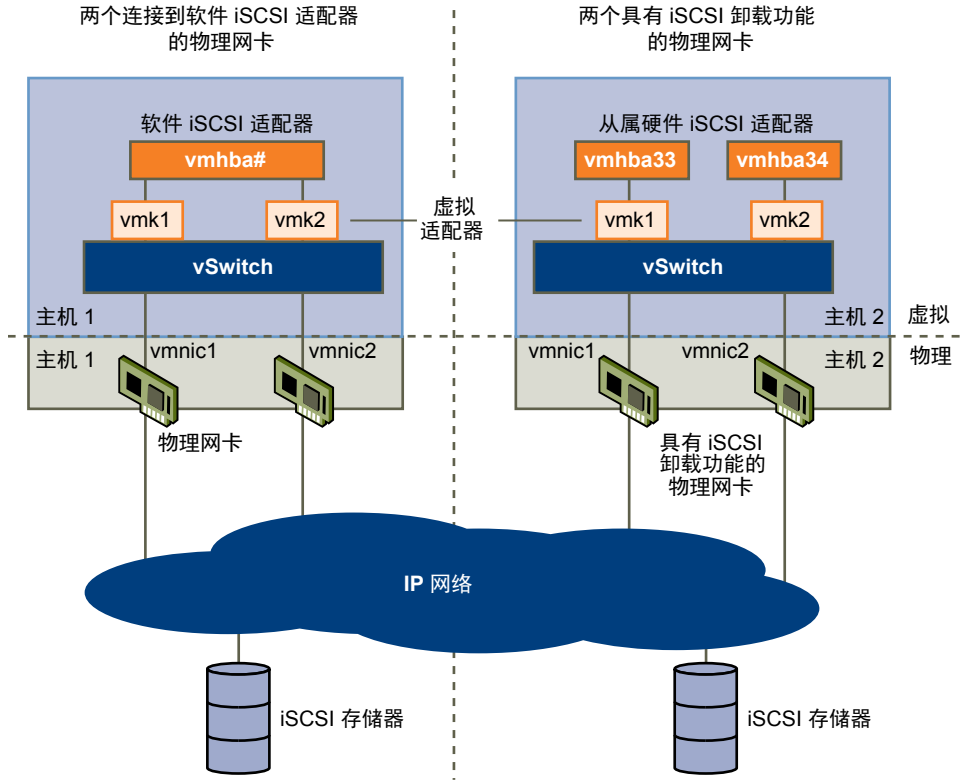 两个连接到软件 iSCSI 适配器
的物理网卡
两个具有 iSCSI 卸载功能
的物理网卡
软件 iSCSI 适配器
vmhba#
vmk1
vmk2
vSwitch
主机 1
虚拟
适配器
从属硬件 iSCSI 适配器
vmhba33
vmhba34
vmk1
vmk2
vSwitch
主机 2
虚拟
主机 1
vmnic1
vmnic2
物理网卡
vmnic1
vmnic2
主机 2
物理
具有 iSCSI
卸载功能的
物理网卡
IP 网络
iSCSI 存储器
iSCSI 存储器